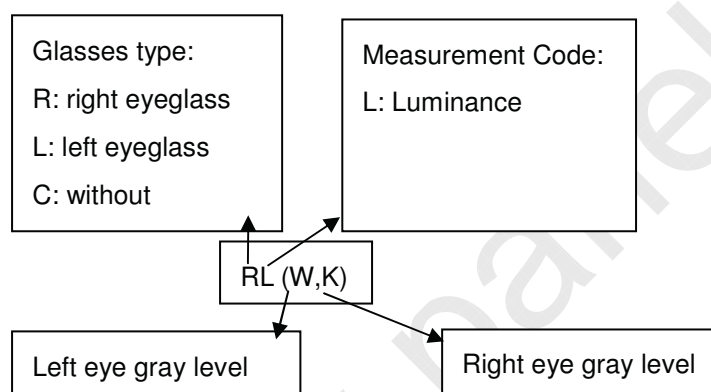 Glasses type:
R: right eyeglass
L: left eyeglass
C: without
Measurement Code:
L: Luminance
RL (W,K)
Left eye gray level
Right eye gray level
panel